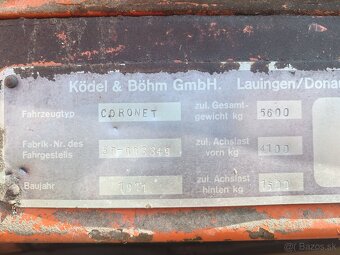 Ködel & Böhm GmbH. Lauingen/Donau
Fahrzeugtyp CORONET zul. Gesamt-
gewicht kg 5600
Fabrik-Nr. des
Fahrgestells zul. Achslast
vorn kg 4100
Baujahr zul. Achslast
hinten kg 1500
Bazos.sk